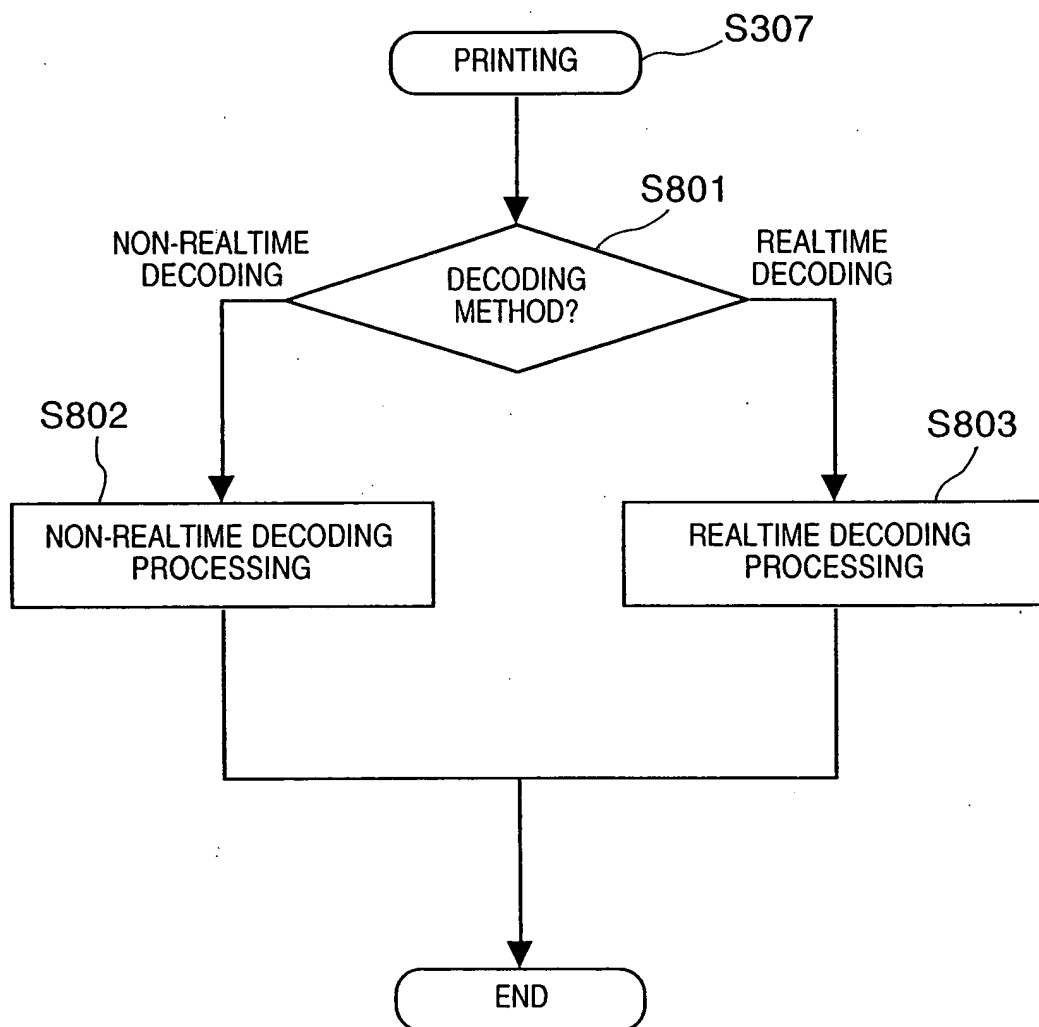 S307
PRINTING
S801
NON-REALTIME
DECODING
REALTIME
DECODING
DECODING
METHOD?
S802
S803
NON-REALTIME DECODING
PROCESSING
REALTIME DECODING
PROCESSING
END